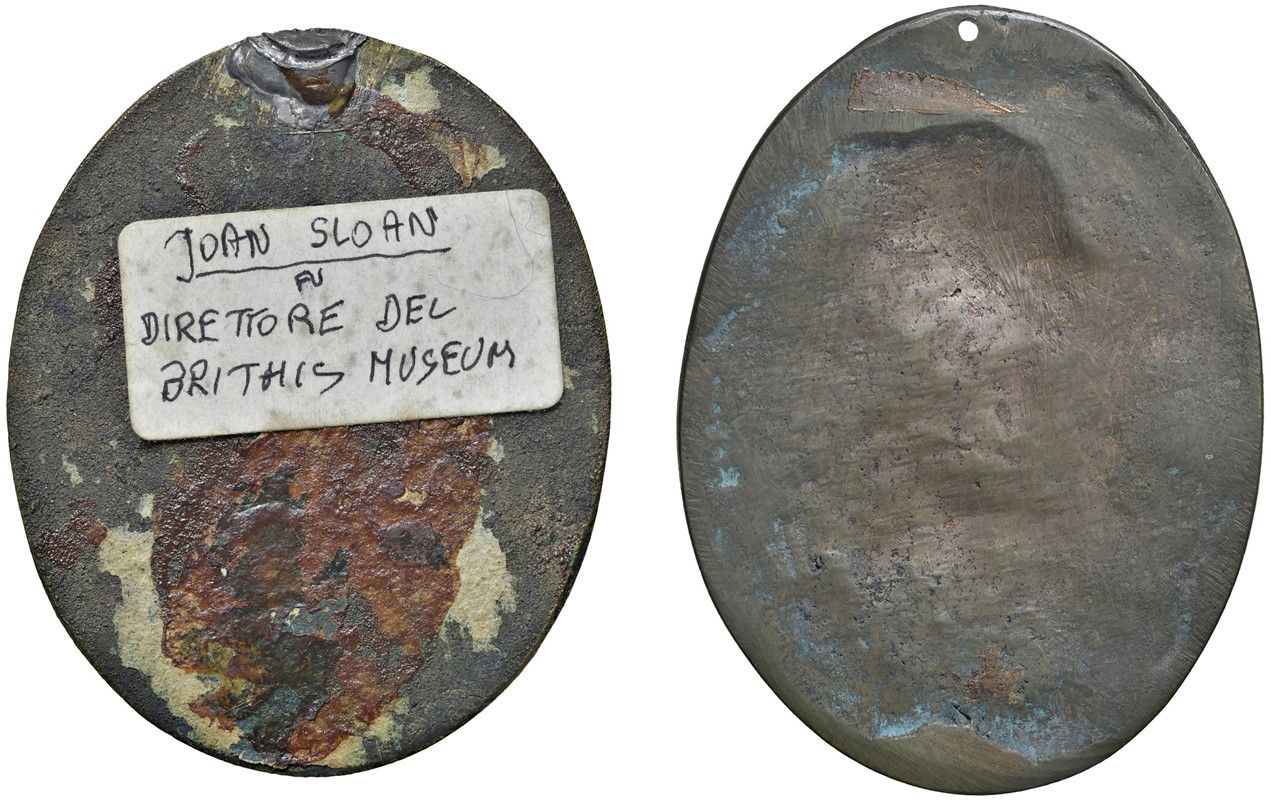 JOAN SLOAN
FU
DIRETTORE DEL
BRITHIS MUSEUM